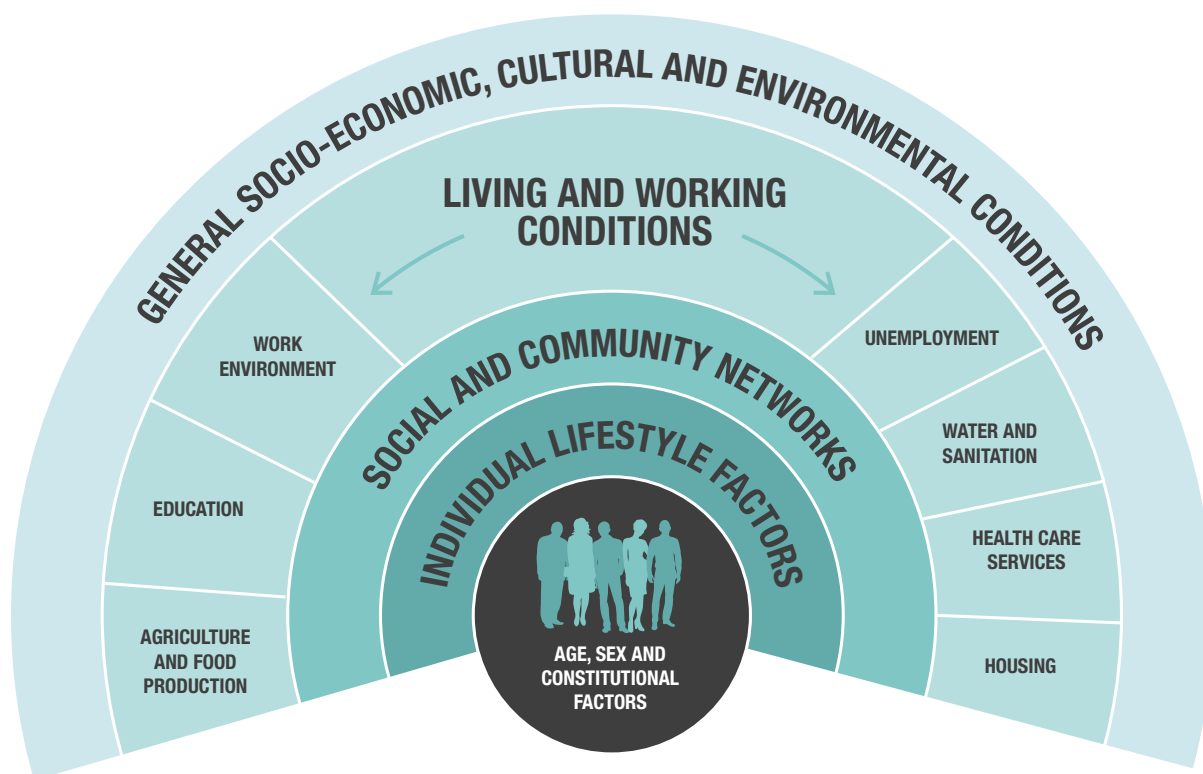 GENERAL SOCIO-ECONOMIC, CULTURAL AND ENVIRONMENTAL CONDITIONS
LIVING AND WORKING
CONDITIONS
WORK
ENVIRONMENT
EDUCATION
AGRICULTURE
AND FOOD
PRODUCTION
UNEMPLOYMENT
WATER AND
SANITATION
HEALTH CARE
SERVICES
HOUSING
SOCIAL AND COMMUNITY NETWORKS
INDIVIDUAL LIFESTYLE FACTORS
AGE, SEX AND
CONSTITUTIONAL
FACTORS